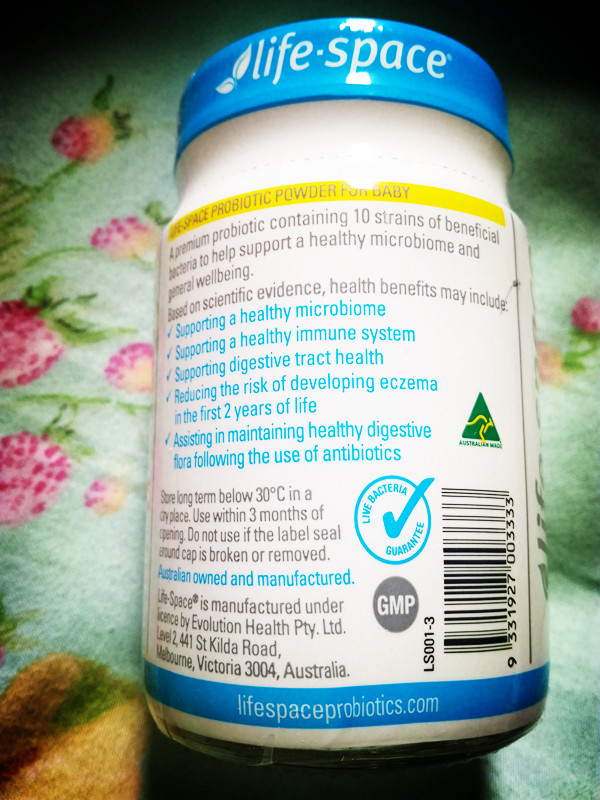 life-space®
LIFE-SPACE PROBIOTIC POWDER FOR BABY
A premium probiotic containing 10 strains of beneficial
bacteria to help support a healthy microbiome and
general wellbeing.
Based on scientific evidence, health benefits may include:
✓ Supporting a healthy microbiome
✓ Supporting a healthy immune system
✓ Supporting digestive tract health
✓ Reducing the risk of developing eczema
in the first 2 years of life
✓ Assisting in maintaining healthy digestive
flora following the use of antibiotics
AUSTRALIAN MADE
Store long term below 30°C in a
dry place. Use within 3 months of
opening. Do not use if the label seal
around cap is broken or removed.
LIVE BACTERIA
GUARANTEE
Australian owned and manufactured.
Life-Space® is manufactured under
licence by Evolution Health Pty. Ltd.
Level 2, 441 St Kilda Road,
Melbourne, Victoria 3004, Australia.
GMP
LS001-3
9 331927 003333
lifespaceprobiotics.com